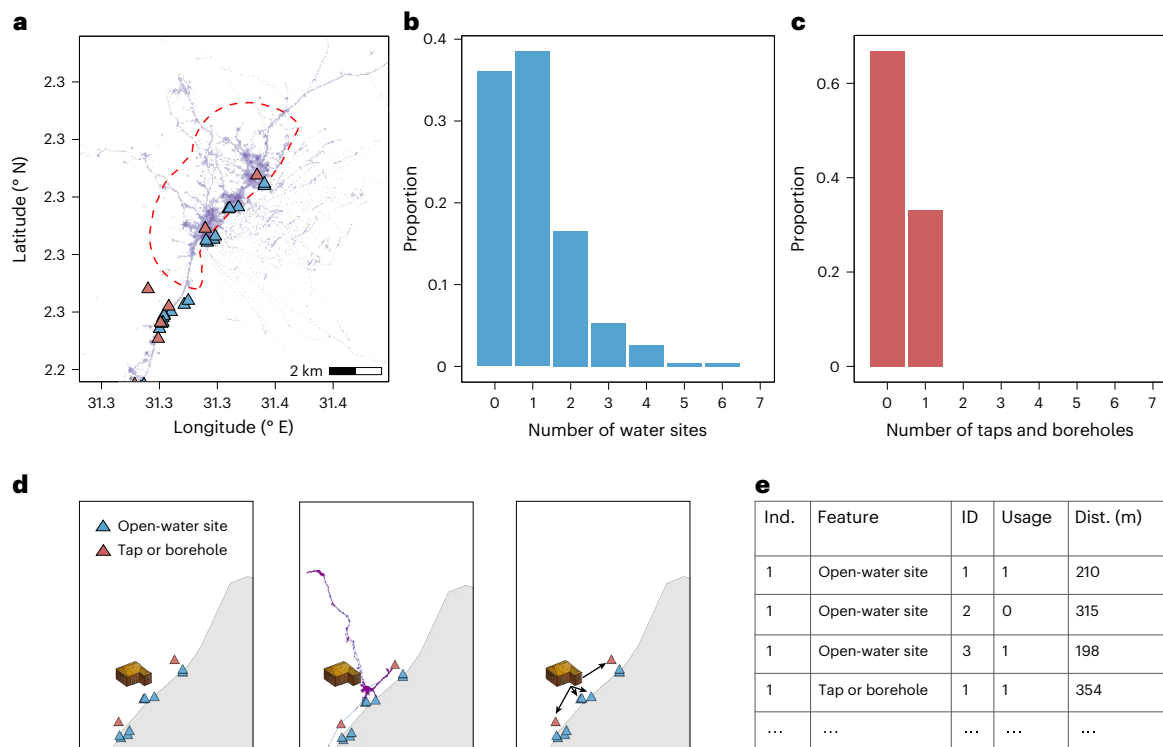 a
2.3
2.3
2.3
2.3
2.3
2.2
Latitude (° N)
2 km
31.3 31.3 31.3 31.4 31.4
Longitude (° E)
b
0.4
0.3
0.2
0.1
0
Proportion
0 1 2 3 4 5 6 7
Number of water sites
c
0.6
0.4
0.2
0
Proportion
0 1 2 3 4 5 6 7
Number of taps and boreholes
d
Open-water site
Tap or borehole
e
Ind. Feature ID Usage Dist. (m)
1 Open-water site 1 1 210
1 Open-water site 2 0 315
1 Open-water site 3 1 198
1 Tap or borehole 1 1 354
... ... ... ... ...